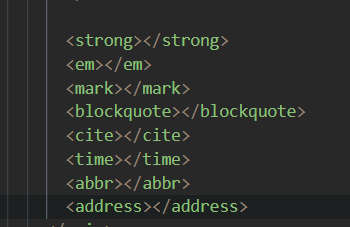 <strong></strong>
<em></em>
<mark></mark>
<blockquote></blockquote>
<cite></cite>
<time></time>
<abbr></abbr>
<address></address>